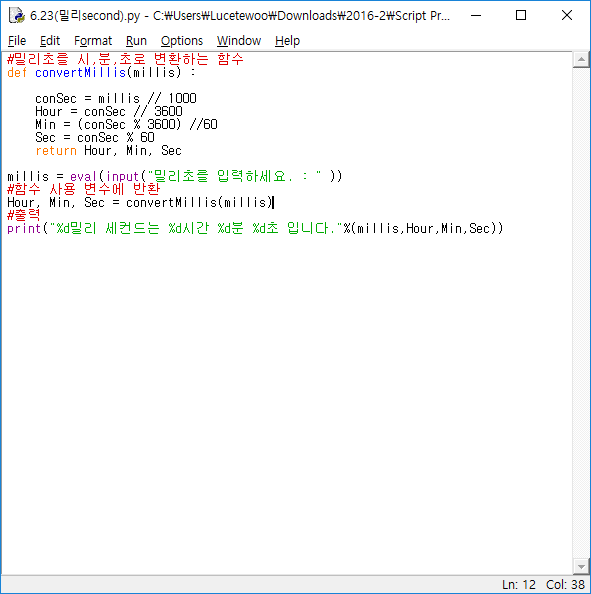 6.23(밀리second).py - C:₩Users₩Lucetewoo₩Downloads₩2016-2₩Script Pr...
File Edit Format Run Options Window Help
#밀리초를 시,분,초로 변환하는 함수
def convertMillis(millis) :
conSec = millis // 1000
Hour = conSec // 3600
Min = (conSec % 3600) //60
Sec = conSec % 60
return Hour, Min, Sec
millis = eval(input("밀리초를 입력하세요. : " ))
#함수 사용 변수에 반환
Hour, Min, Sec = convertMillis(millis)
#출력
print("%d밀리 세컨드는 %d시간 %d분 %d초 입니다."%(millis,Hour,Min,Sec))
Ln: 12 Col: 38